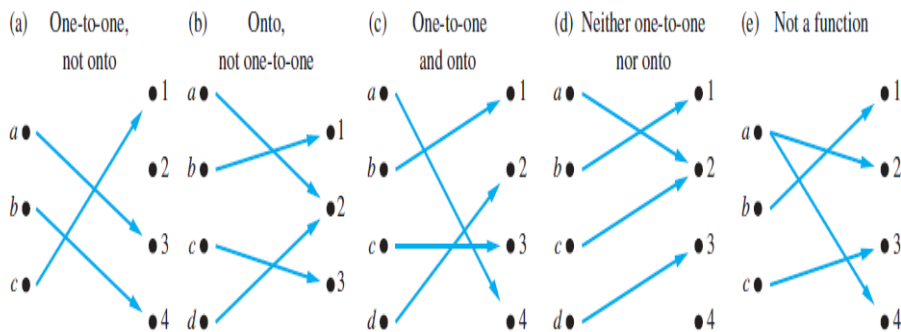 (a) One-to-one, not onto
a
b
c
1
2
3
4
(b) Onto, not one-to-one
a
b
c
d
1
2
3
(c) One-to-one and onto
a
b
c
d
1
2
3
4
(d) Neither one-to-one nor onto
a
b
c
d
1
2
3
4
(e) Not a function
a
b
c
1
2
3
4